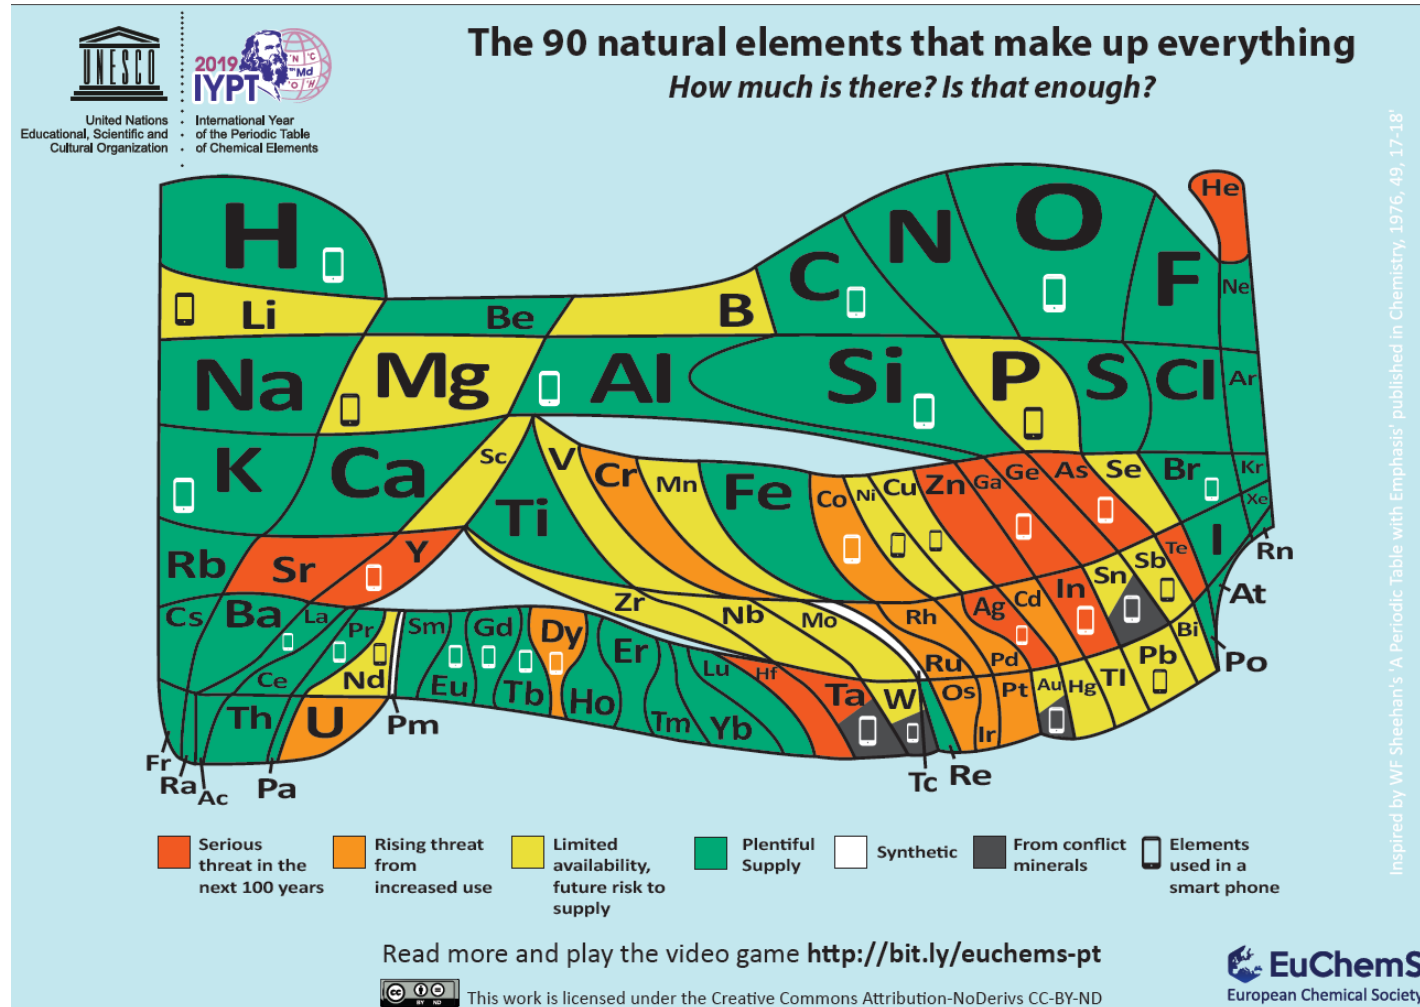 The 90 natural elements that make up everything
How much is there? Is that enough?
UNESCO
2019
IYPT
N C
Md
O H
United Nations
Educational, Scientific and
Cultural Organization
International Year
of the Periodic Table
of Chemical Elements
H
He
Li
Be
B
C
N
O
F
Ne
Na
Mg
Al
Si
P
S
Cl
Ar
K
Ca
Sc
Ti
V
Cr
Mn
Fe
Co
Ni
Cu
Zn
Ga
Ge
As
Se
Br
Kr
Rb
Sr
Y
Zr
Nb
Mo
Rh
Ru
Ag
Pd
Cd
In
Sn
Sb
Te
I
Xe
Rn
Cs
Ba
La
Ce
Pr
Nd
Sm
Eu
Gd
Tb
Dy
Ho
Er
Tm
Yb
Lu
Hf
Ta
W
Os
Ir
Pt
Au
Hg
Tl
Pb
Bi
At
Po
Th
U
Pm
Fr
Ra
Ac
Pa
Tc
Re
Serious
threat in the
next 100 years
Rising threat
from
increased use
Limited
availability,
future risk to
supply
Plentiful
Supply
Synthetic
From conflict
minerals
Elements
used in a
smart phone
Read more and play the video game http://bit.ly/euchems-pt
cc BY ND
This work is licensed under the Creative Commons Attribution-NoDerivs CC-BY-ND
EuChemS
European Chemical Society
Inspired by WF Sheehan's 'A Periodic Table with Emphasis' published in Chemistry, 1976, 49, 17-18'